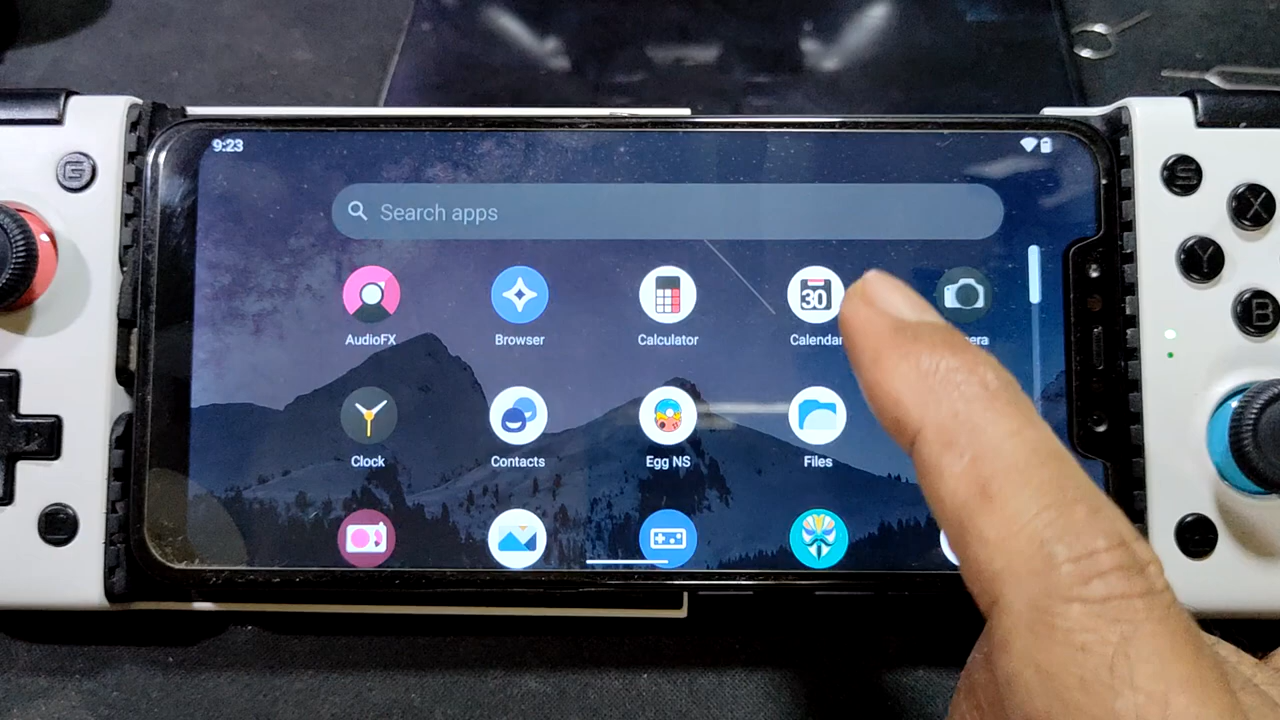 9:23
Search apps
AudioFX
Browser
Calculator
30
Calendar
Clock
Contacts
Egg NS
Files
G
S
X
Y
B